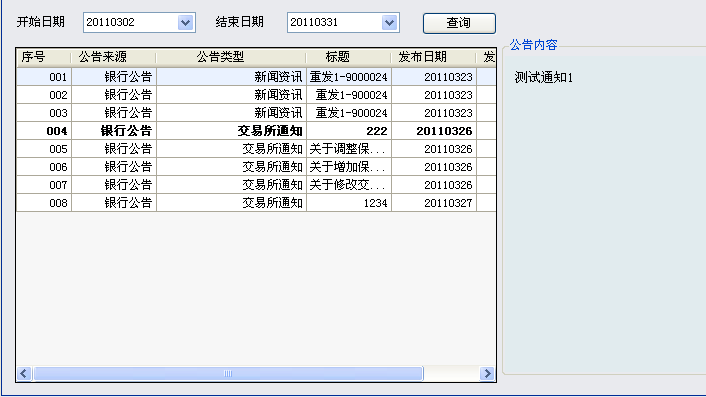 开始日期 20110302 结束日期 20110331 查询
公告内容
序号 公告来源 公告类型 标题 发布日期 发
测试通知1
001 银行公告 新闻资讯 重发1-9000024 20110323
002 银行公告 新闻资讯 重发1-9000024 20110323
003 银行公告 新闻资讯 重发1-9000024 20110323
004 银行公告 交易所通知 222 20110326
005 银行公告 交易所通知 关于调整保... 20110326
006 银行公告 交易所通知 关于增加保... 20110326
007 银行公告 交易所通知 关于修改交... 20110326
008 银行公告 交易所通知 1234 20110327